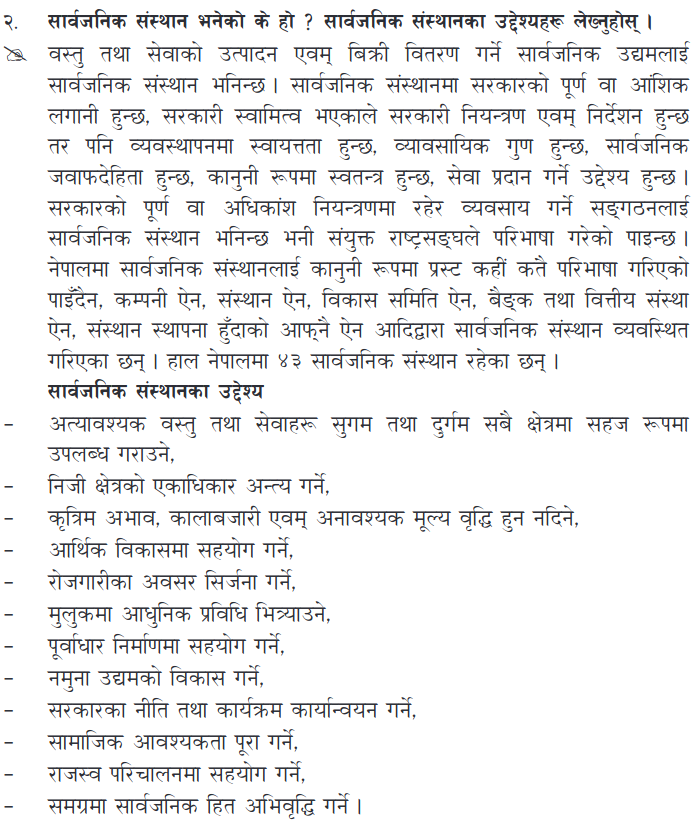 २. सार्वजनिक संस्थान भनेको के हो ? सार्वजनिक संस्थानका उद्देश्यहरू लेख्नुहोस् ।
वस्तु तथा सेवाको उत्पादन एवम् बिक्री वितरण गर्ने सार्वजनिक उद्यमलाई
सार्वजनिक संस्थान भनिन्छ । सार्वजनिक संस्थानमा सरकारको पूर्ण वा आंशिक
लगानी हुन्छ, सरकारी स्वामित्व भएकाले सरकारी नियन्त्रण एवम् निर्देशन हुन्छ
तर पनि व्यवस्थापनमा स्वायत्तता हुन्छ, व्यावसायिक गुण हुन्छ, सार्वजनिक
जवाफदेहिता हुन्छ, कानुनी रूपमा स्वतन्त्र हुन्छ, सेवा प्रदान गर्ने उद्देश्य हुन्छ ।
सरकारको पूर्ण वा अधिकांश नियन्त्रणमा रहेर व्यवसाय गर्ने सङ्गठनलाई
सार्वजनिक संस्थान भनिन्छ भनी संयुक्त राष्ट्रसङ्घले परिभाषा गरेको पाइन्छ ।
नेपालमा सार्वजनिक संस्थानलाई कानुनी रूपमा प्रस्ट कहीं कतै परिभाषा गरिएको
पाइँदैन, कम्पनी ऐन, संस्थान ऐन, विकास समिति ऐन, बैङ्क तथा वित्तीय संस्था
ऐन, संस्थान स्थापना हुँदाको आफ्नै ऐन आदिद्वारा सार्वजनिक संस्थान व्यवस्थित
गरिएका छन् । हाल नेपालमा ४३ सार्वजनिक संस्थान रहेका छन् ।
सार्वजनिक संस्थानका उद्देश्य
– अत्यावश्यक वस्तु तथा सेवाहरू सुगम तथा दुर्गम सबै क्षेत्रमा सहज रूपमा
उपलब्ध गराउने,
– निजी क्षेत्रको एकाधिकार अन्त्य गर्ने,
– कृत्रिम अभाव, कालाबजारी एवम् अनावश्यक मूल्य वृद्धि हुन नदिने,
– आर्थिक विकासमा सहयोग गर्ने,
– रोजगारीका अवसर सिर्जना गर्ने,
– मुलुकमा आधुनिक प्रविधि भित्र्याउने,
– पूर्वाधार निर्माणमा सहयोग गर्ने,
– नमुना उद्यमको विकास गर्ने,
– सरकारका नीति तथा कार्यक्रम कार्यान्वयन गर्ने,
– सामाजिक आवश्यकता पूरा गर्ने,
– राजस्व परिचालनमा सहयोग गर्ने,
– समग्रमा सार्वजनिक हित अभिवृद्धि गर्ने ।